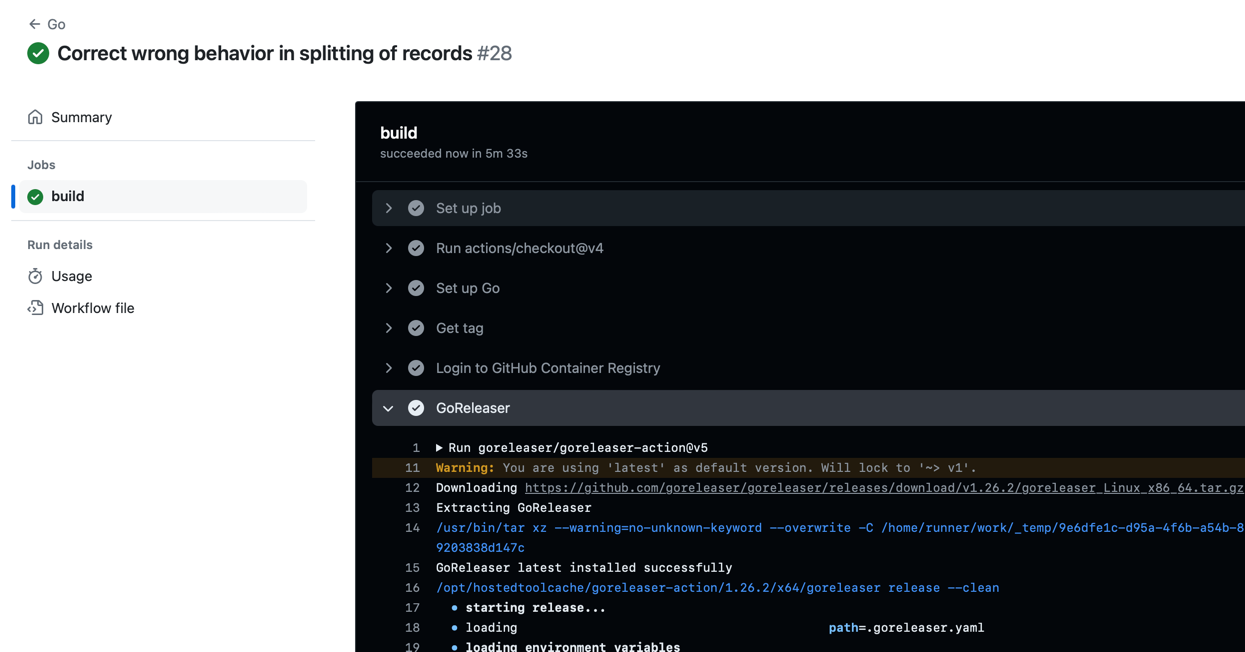 ← Go
Correct wrong behavior in splitting of records #28
Summary
Jobs
build
Run details
Usage
Workflow file
build
succeeded now in 5m 33s
Set up job
Run actions/checkout@v4
Set up Go
Get tag
Login to GitHub Container Registry
GoReleaser
1 ▶ Run goreleaser/goreleaser-action@v5
11 Warning: You are using 'latest' as default version. Will lock to '~> v1'.
12 Downloading https://github.com/goreleaser/goreleaser/releases/download/v1.26.2/goreleaser_Linux_x86_64.tar.gz
13 Extracting GoReleaser
14 /usr/bin/tar xz --warning=no-unknown-keyword --overwrite -C /home/runner/work/_temp/9e6dfe1c-d95a-4f6b-a54b-8
9203838d147c
15 GoReleaser latest installed successfully
16 /opt/hostedtoolcache/goreleaser-action/1.26.2/x64/goreleaser release --clean
17 • starting release...
18 • loading path=.goreleaser.yaml
19 • loading environment variables